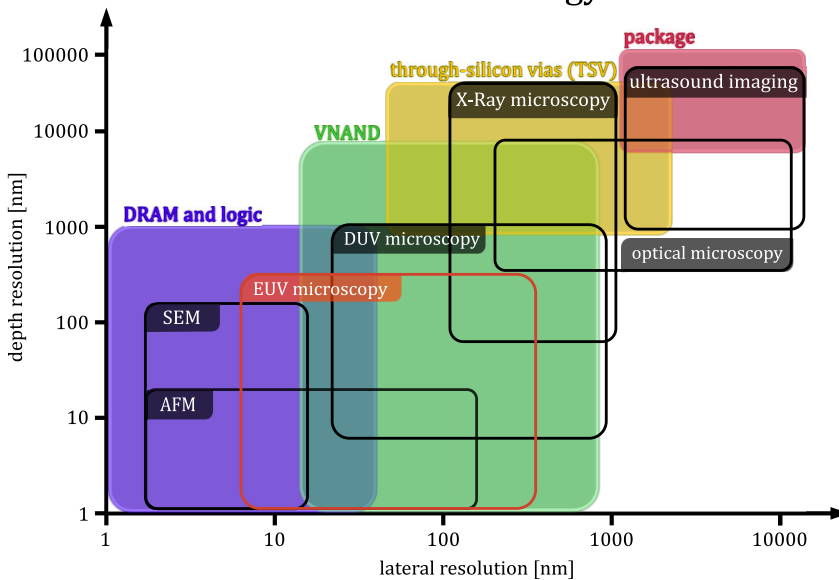 package
100000
through-silicon vias (TSV)
ultrasound imaging
X-Ray microscopy
10000
VNAND
DRAM and logic
1000
DUV microscopy
optical microscopy
EUV microscopy
SEM
100
AFM
10
1
depth resolution [nm]
1
10
100
1000
10000
lateral resolution [nm]